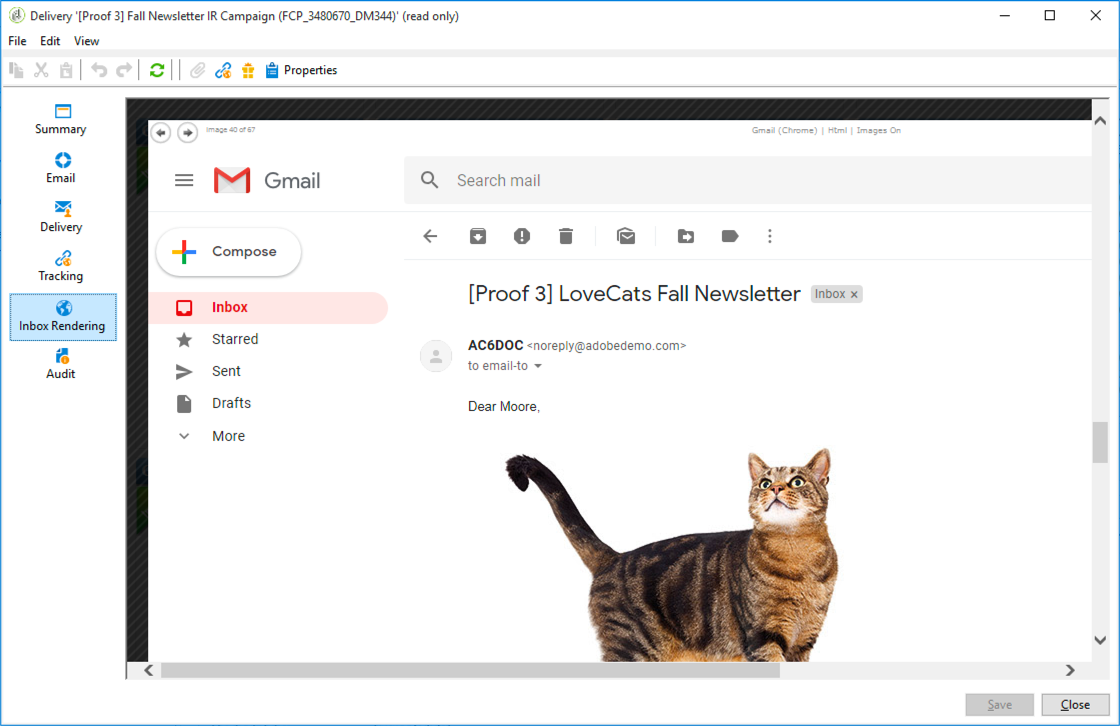 Delivery '[Proof 3] Fall Newsletter IR Campaign (FCP_3480670_DM344)' (read only)
File Edit View
Properties
Summary
Email
Delivery
Tracking
Inbox Rendering
Audit
Image 40 of 67
Gmail (Chrome) | Html | Images On
Gmail
Search mail
Compose
Inbox
Starred
Sent
Drafts
More
[Proof 3] LoveCats Fall Newsletter Inbox x
AC6DOC <noreply@adobedemo.com>
to email-to
Dear Moore,
Save Close